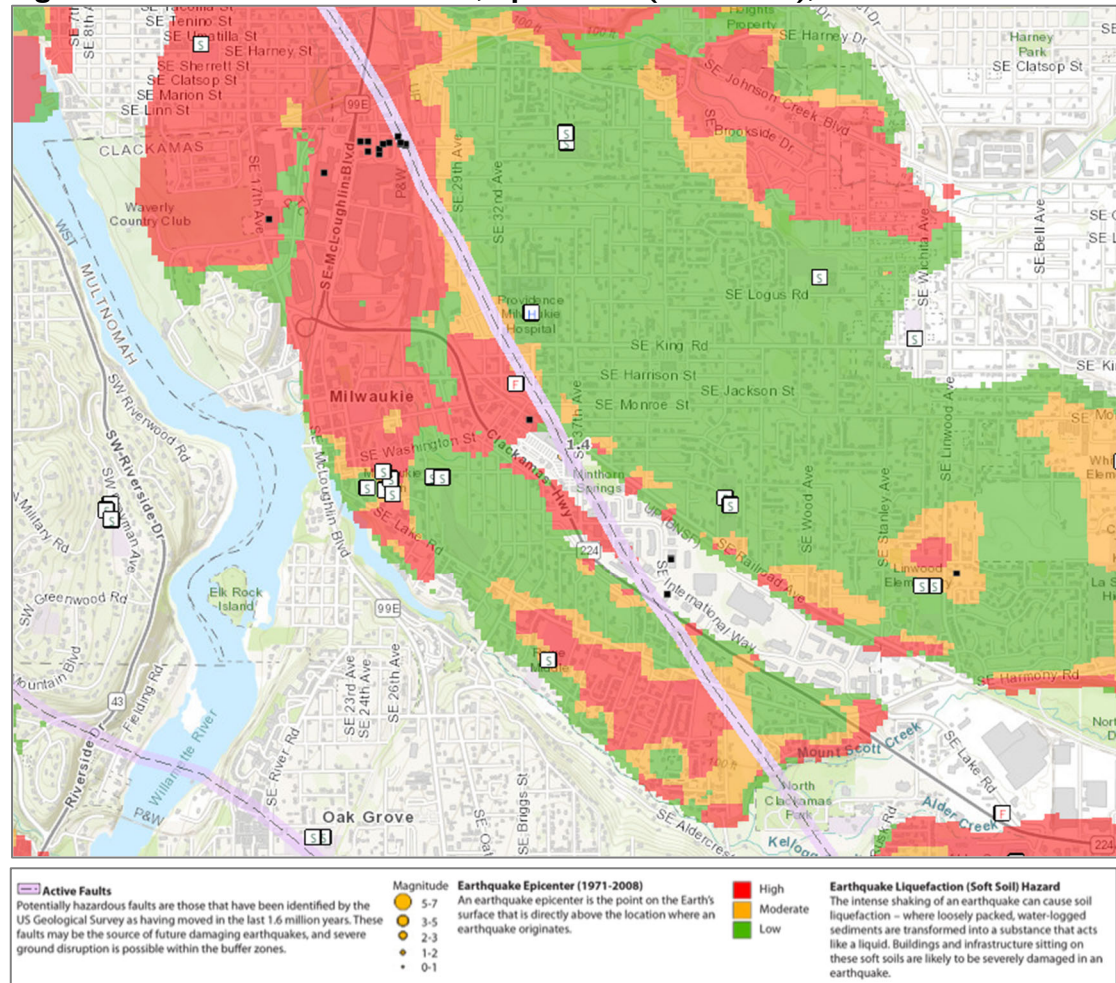 SE Tenino St
SE 7th A
SE 8th A
SE Umatilla St
SE Harney St
SE Sherrett St
SE Clatsop St
SE Marion St
SE Linn St
CLACKAMAS
99E
100 ft
Heights
Property
SE Harney Dr
Harney
Park
SE Clatsop St
SE Johnson Creek Blvd
Brookside Dr
Waverly
Country Club
SE 17th Ave
SE McLoughlin Blvd
P&W
SE 29th Ave
SE 32nd Ave
SE Wichita Ave
SE Bell Ave
WST
MULTNOMAH
SE Logus Rd
Providence
Milwaukie
Hospital
SE King Rd
SE Harrison St
SE Jackson St
SE Monroe St
SE 37th Ave
Milwaukie
SE Washington St
Clackamas Hwy
1.4
Minthorn
Springs
SE Linwood Ave
SW Riverwood Rd
SW Riverside Dr
Military Rd
SE McLoughlin Blvd
SE Lake Rd
224
SE International Way
SE Railroad Ave
SE Wood Ave
SE Stanley Ave
Linwood
SW Greenwood Rd
Elk Rock
Island
99E
SE 23rd Ave
SE 24th Ave
SE 26th Ave
43
Fielding Rd
Riverside Dr
Willamette River
P&W
SE River Rd
Oak Grove
SE Briggs St
SE Harmony Rd
Mount Scott Creek
SE Lake Rd
100 ft
North
Clackamas
Park
Alder Creek
224
Active Faults
Potentially hazardous faults are those that have been identified by the
US Geological Survey as having moved in the last 1.6 million years. These
faults may be the source of future damaging earthquakes, and severe
ground disruption is possible within the buffer zones.
Magnitude
5-7
3-5
2-3
1-2
0-1
Earthquake Epicenter (1971-2008)
An earthquake epicenter is the point on the Earth's
surface that is directly above the location where an
earthquake originates.
High
Moderate
Low
Earthquake Liquefaction (Soft Soil) Hazard
The intense shaking of an earthquake can cause soil
liquefaction – where loosely packed, water-logged
sediments are transformed into a substance that acts
like a liquid. Buildings and infrastructure sitting on
these soft soils are likely to be severely damaged in an
earthquake.